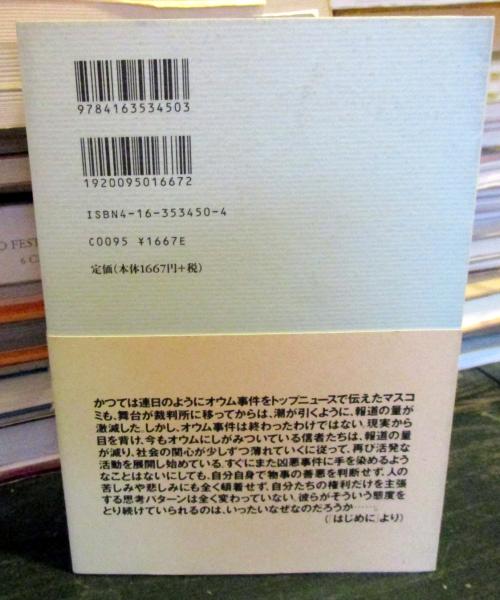 9784163534503
1920095016672
ISBN4-16-353450-4
C0095 ¥1667E
定価(本体1667円+税)
かつては連日のようにオウム事件をトップニュースで伝えたマスコ
ミも、舞台が裁判所に移ってからは、潮が引くように、報道の量が
激減した。しかし、オウム事件は終わったわけではない。現実から
目を背け、今もオウムにしがみついている信者たちは、報道の量
が減り、社会の関心が少しずつ薄れていくに従って、再び活発な
活動を展開し始めている。すぐにまた凶悪事件に手を染めるよう
なことはないにしても、自分自身で物事の善悪を判断せず、人の
苦しみや悲しみにも全く頓着せず、自分たちの権利だけを主張
する思考パターンは全く変わっていない。彼らがそういう態度を
とり続けていられるのは、いったいなぜなのだろうか……。
(「はじめに」より)
O FEST